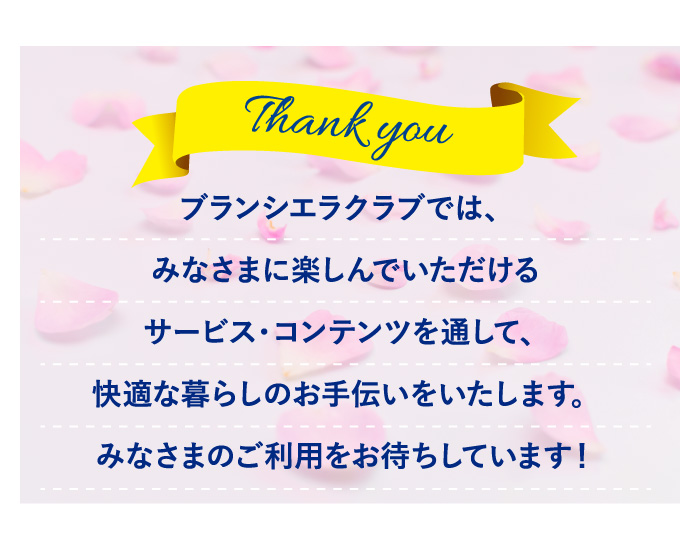 Thank you
ブランシエラクラブでは、
みなさまに楽しんでいただける
サービス・コンテンツを通して、
快適な暮らしのお手伝いをいたします。
みなさまのご利用をお待ちしています!